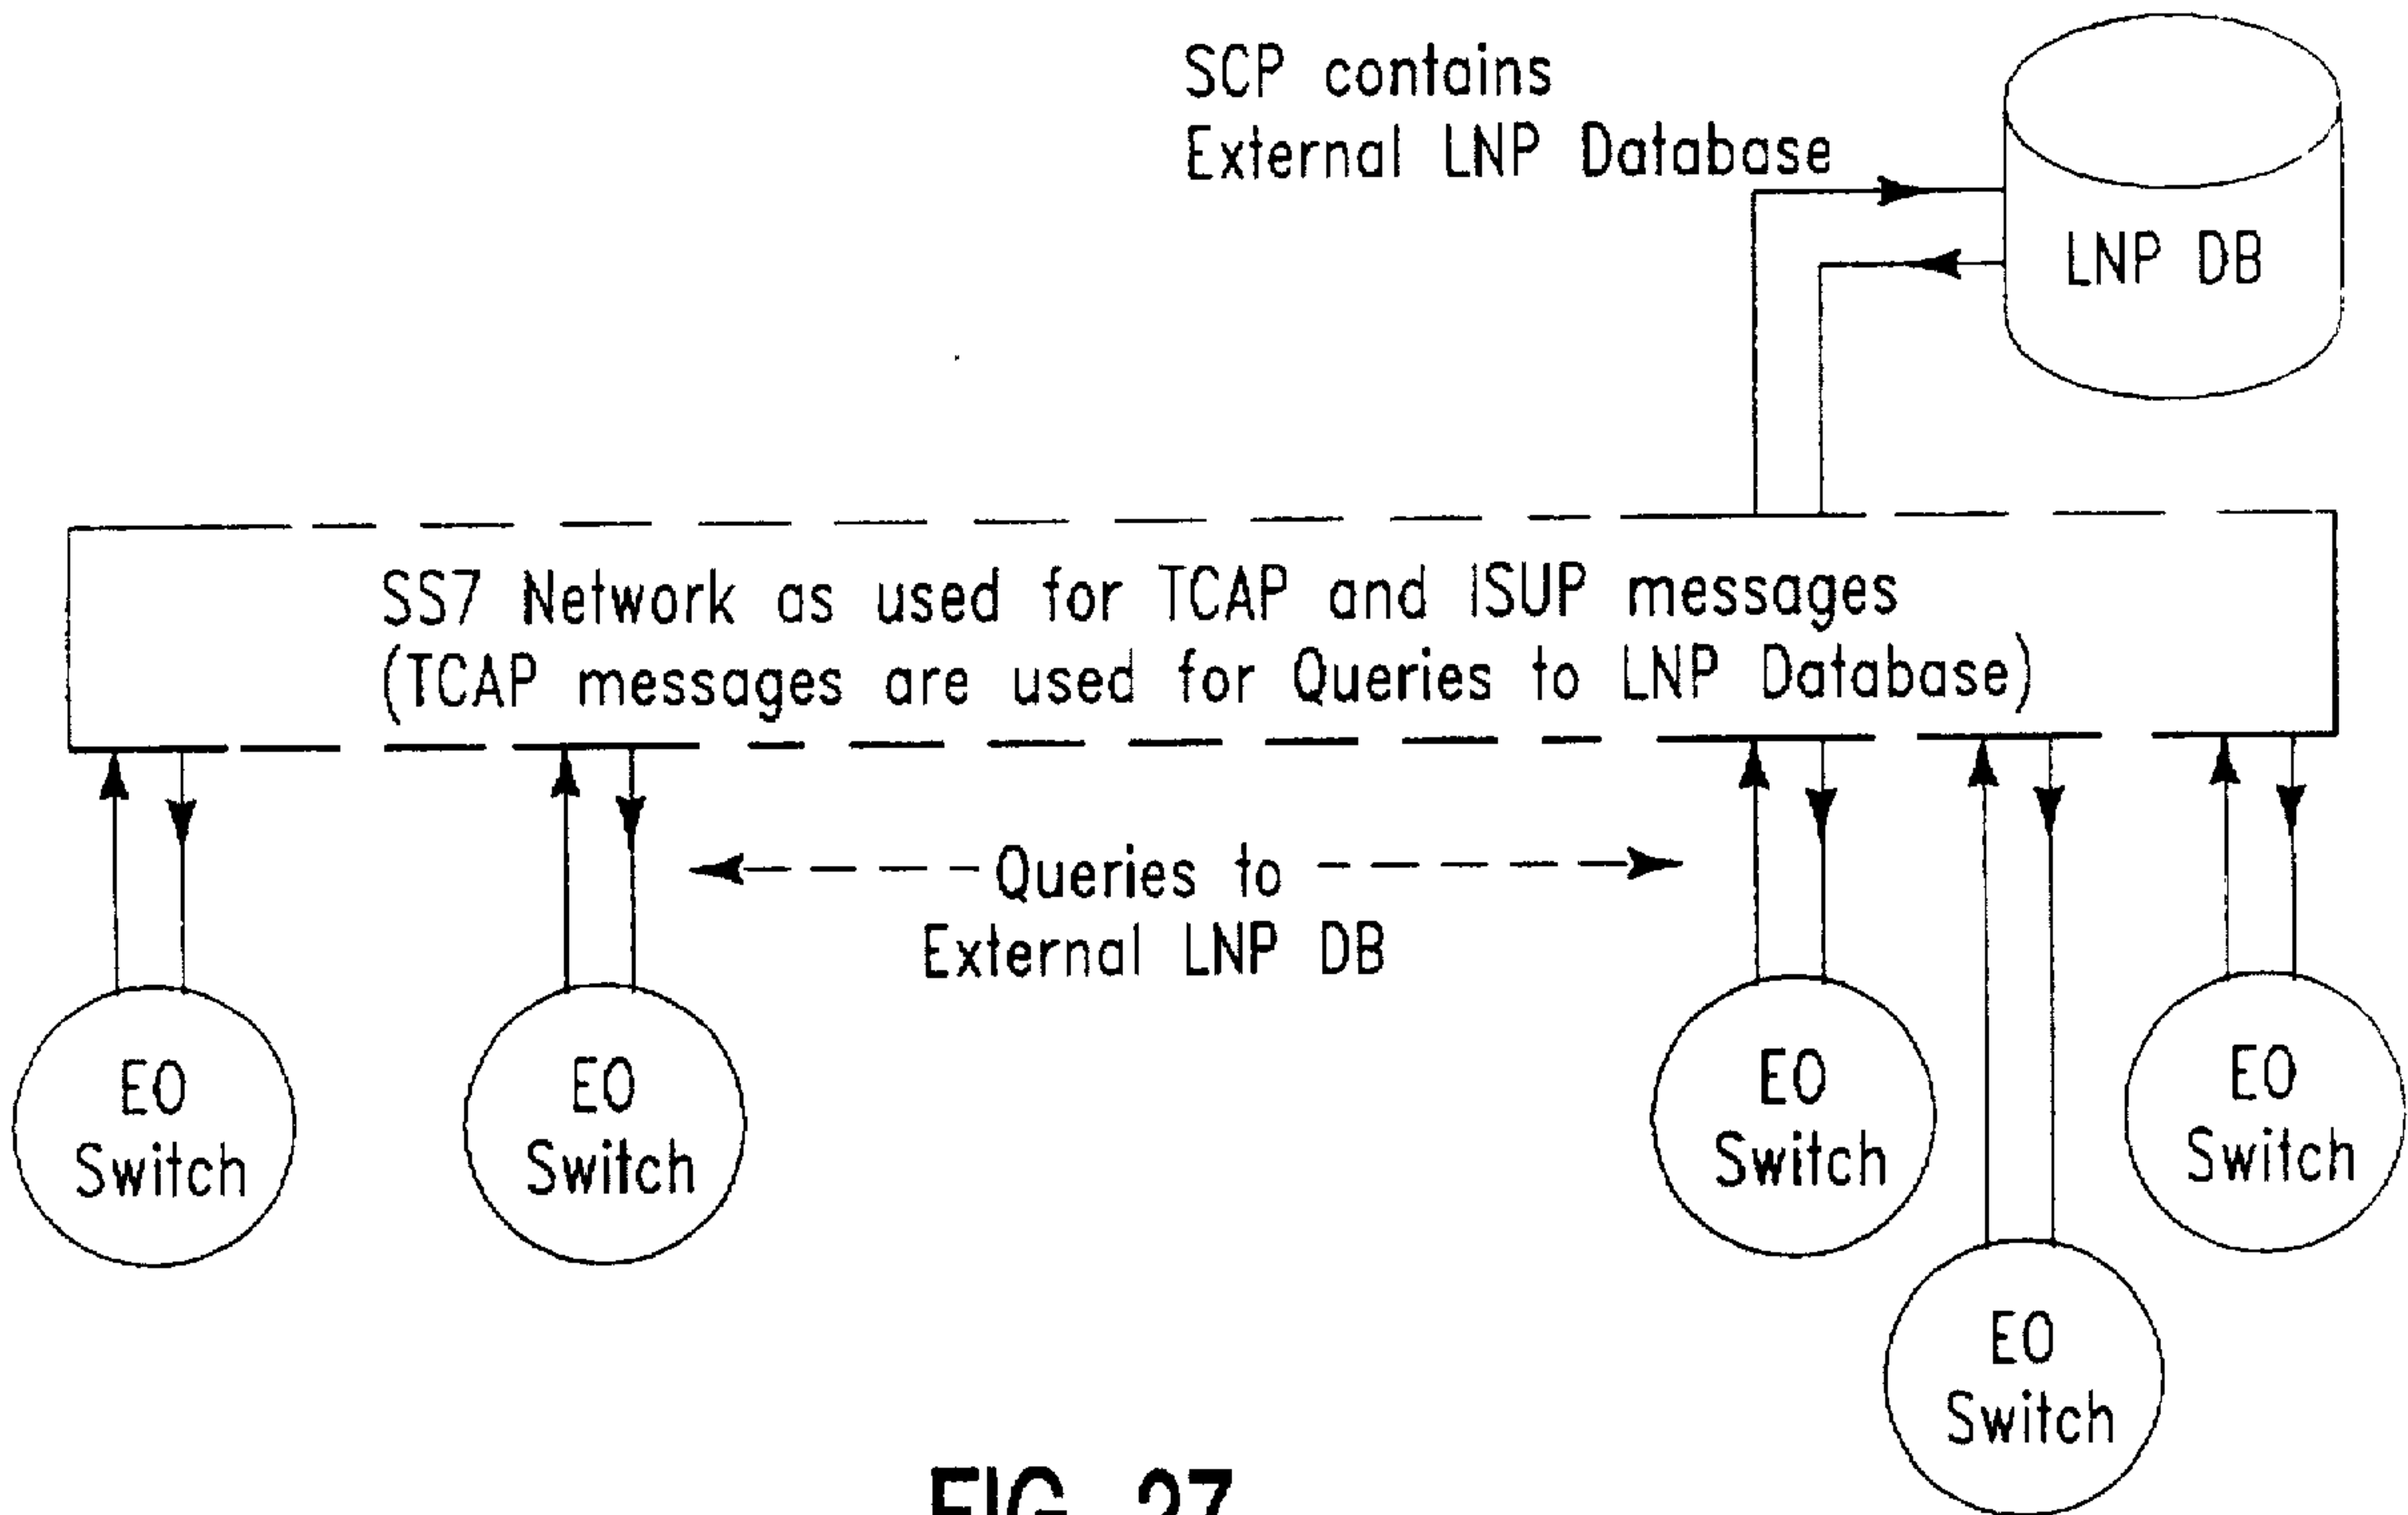 SCP contains
External LNP Database
LNP DB
SS7 Network as used for TCAP and ISUP messages
(TCAP messages are used for Queries to LNP Database)
Queries to
External LNP DB
EO
Switch
EO
Switch
EO
Switch
EO
Switch
EO
Switch
FIG. 27